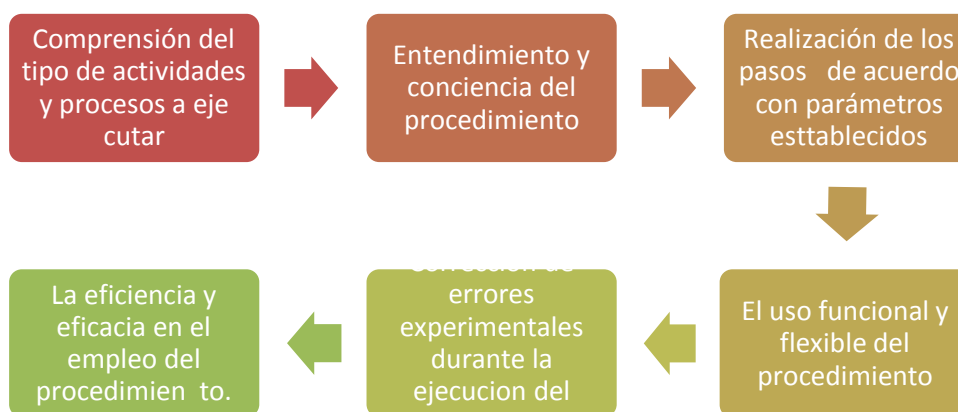 Comprensión del
tipo de actividades
y procesos a eje
cutar
Entendimiento y
conciencia del
procedimiento
Realización de los
pasos de acuerdo
con parámetros
esttablecidos
El uso funcional y
flexible del
procedimiento
errores
experimentales
durante la
ejecucion del
La eficiencia y
eficacia en el
empleo del
procedimien to.